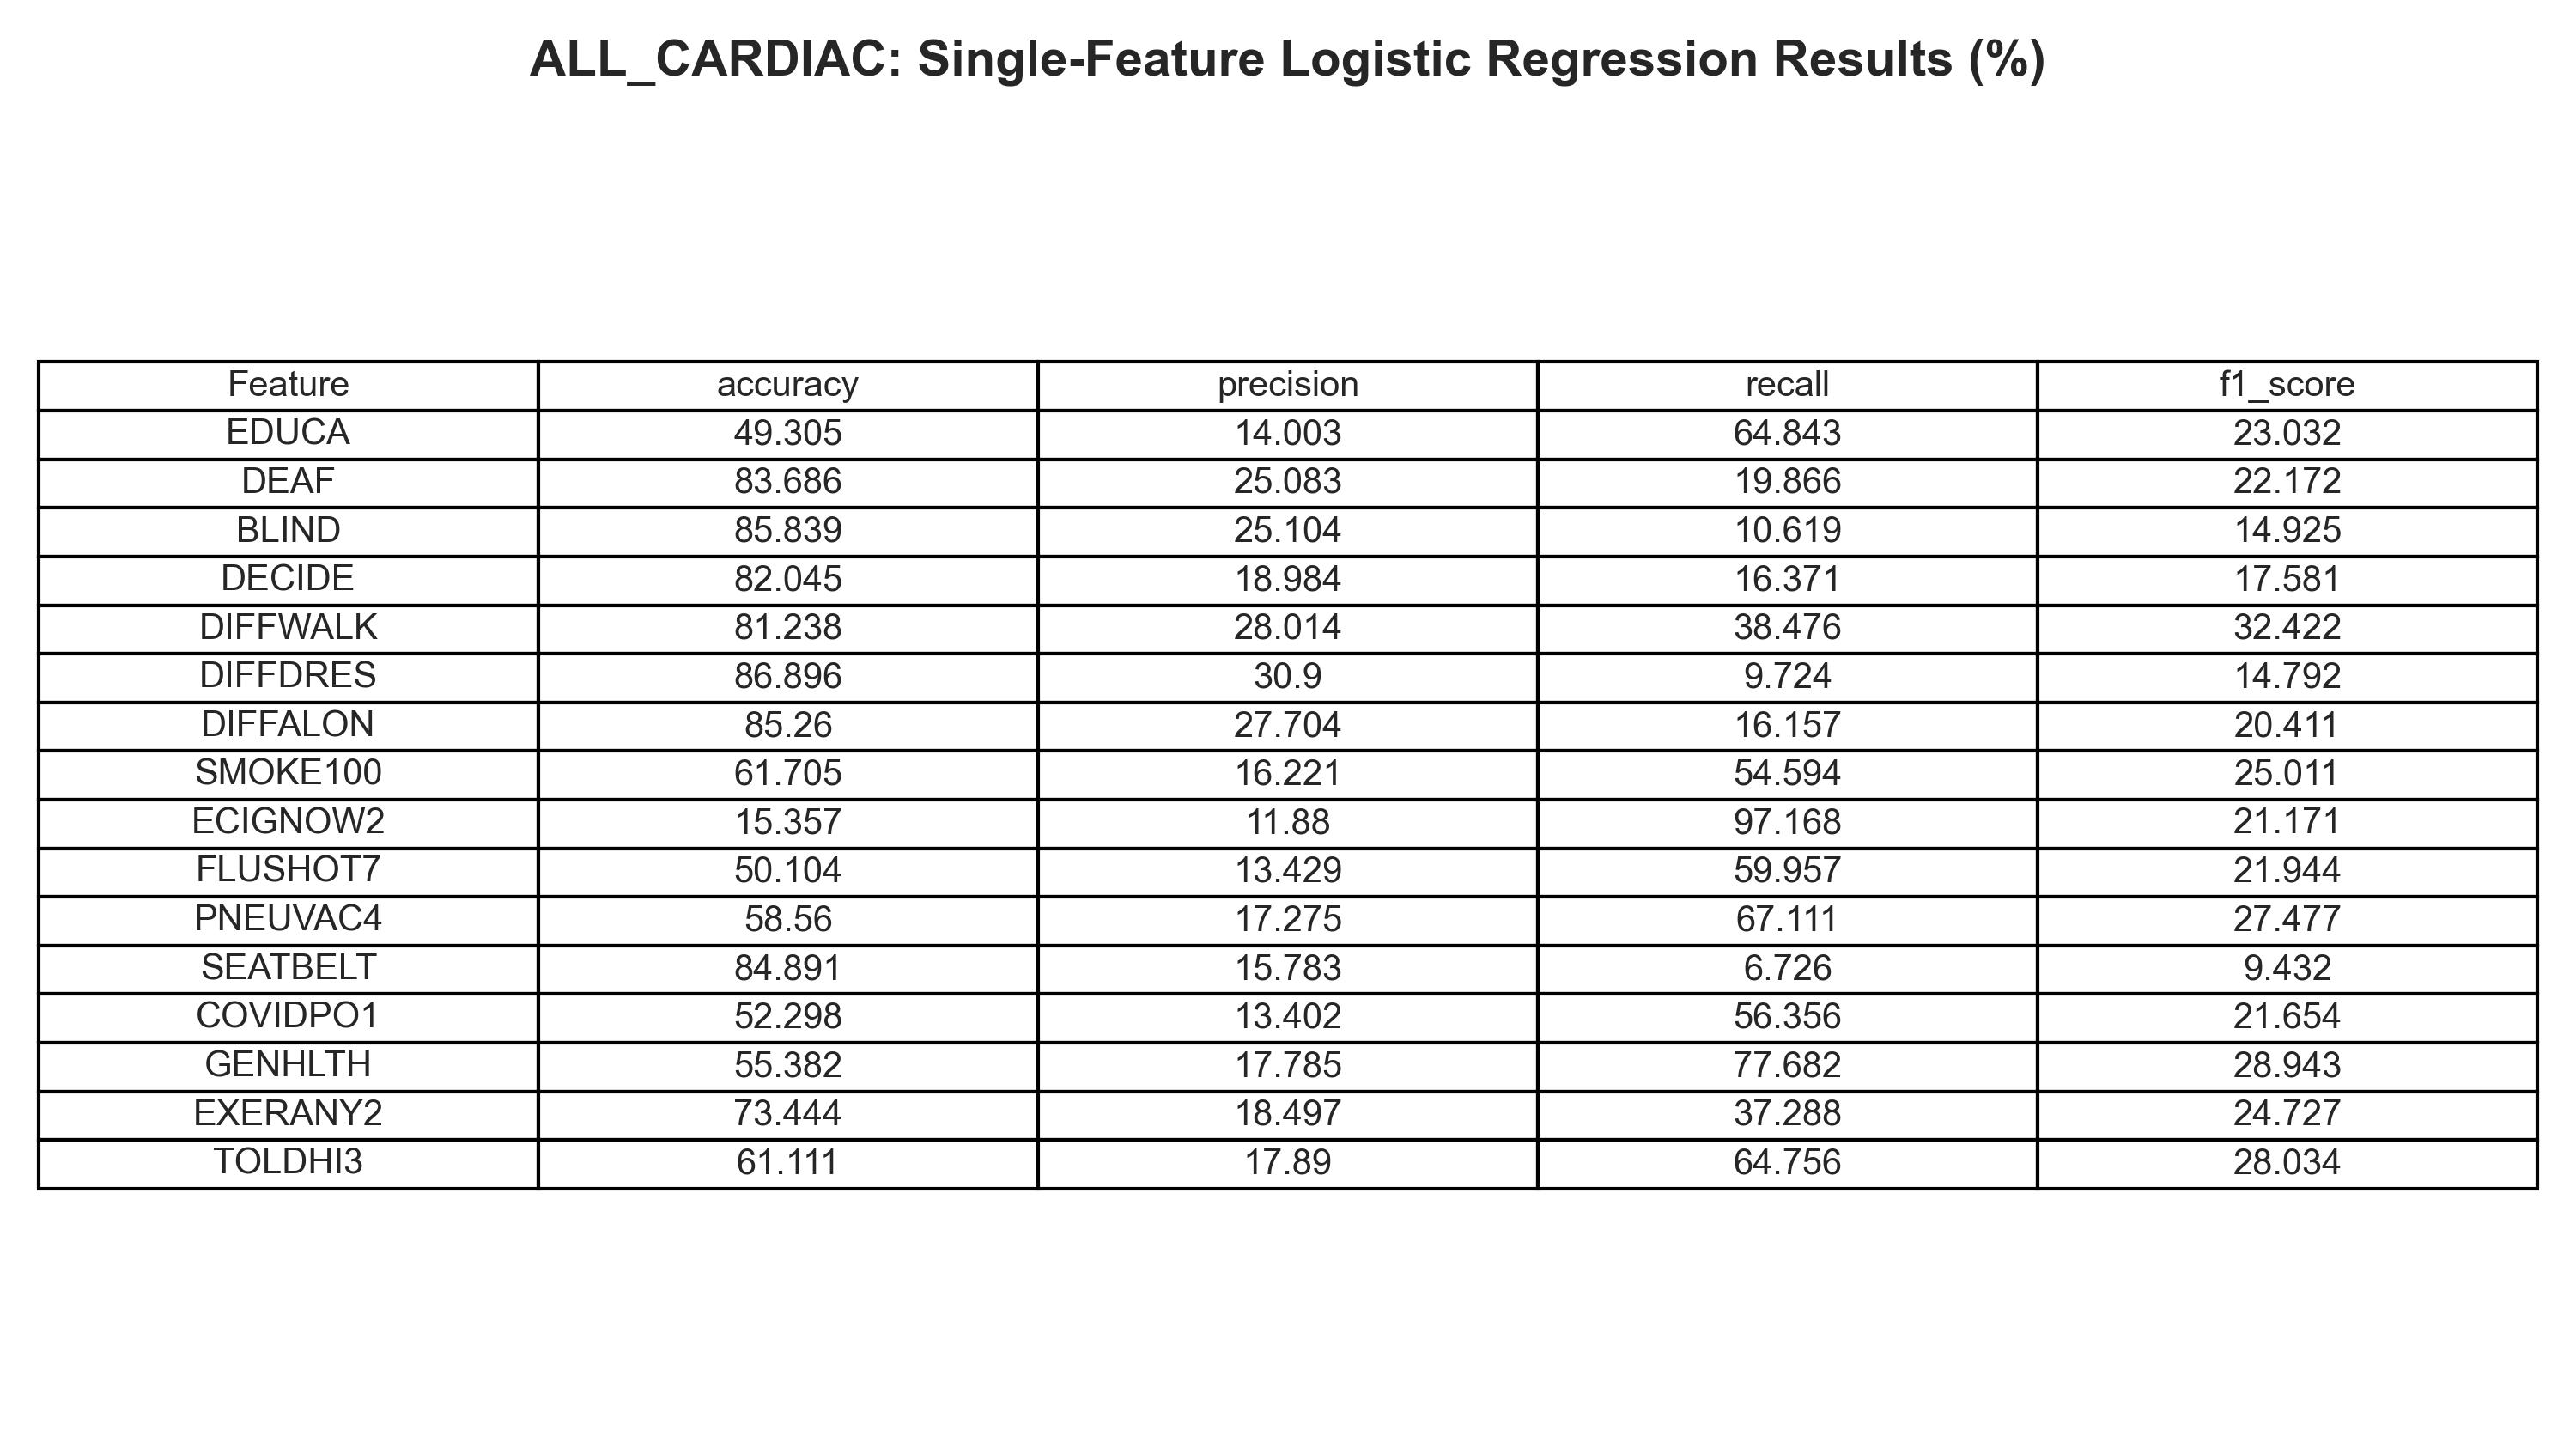 ALL_CARDIAC: Single-Feature Logistic Regression Results (%)
Feature accuracy precision recall f1_score
EDUCA 49.305 14.003 64.843 23.032
DEAF 83.686 25.083 19.866 22.172
BLIND 85.839 25.104 10.619 14.925
DECIDE 82.045 18.984 16.371 17.581
DIFFWALK 81.238 28.014 38.476 32.422
DIFFDRES 86.896 30.9 9.724 14.792
DIFFALON 85.26 27.704 16.157 20.411
SMOKE100 61.705 16.221 54.594 25.011
ECIGNOW2 15.357 11.88 97.168 21.171
FLUSHOT7 50.104 13.429 59.957 21.944
PNEUVAC4 58.56 17.275 67.111 27.477
SEATBELT 84.891 15.783 6.726 9.432
COVIDPO1 52.298 13.402 56.356 21.654
GENHLTH 55.382 17.785 77.682 28.943
EXERANY2 73.444 18.497 37.288 24.727
TOLDHI3 61.111 17.89 64.756 28.034